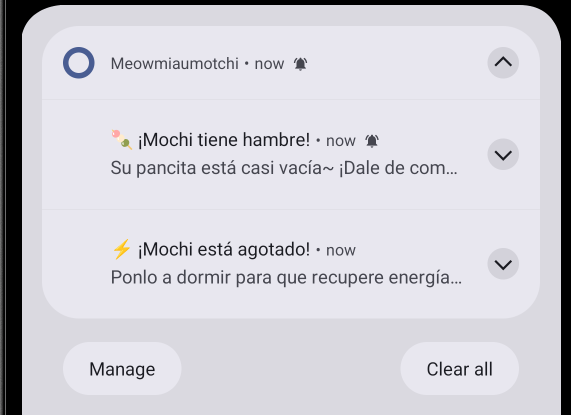 Meowmiaumotchi • now
🍡 ¡Mochi tiene hambre! • now
Su pancita está casi vacía~ ¡Dale de com...
⚡ ¡Mochi está agotado! • now
Ponlo a dormir para que recupere energía...
Manage
Clear all